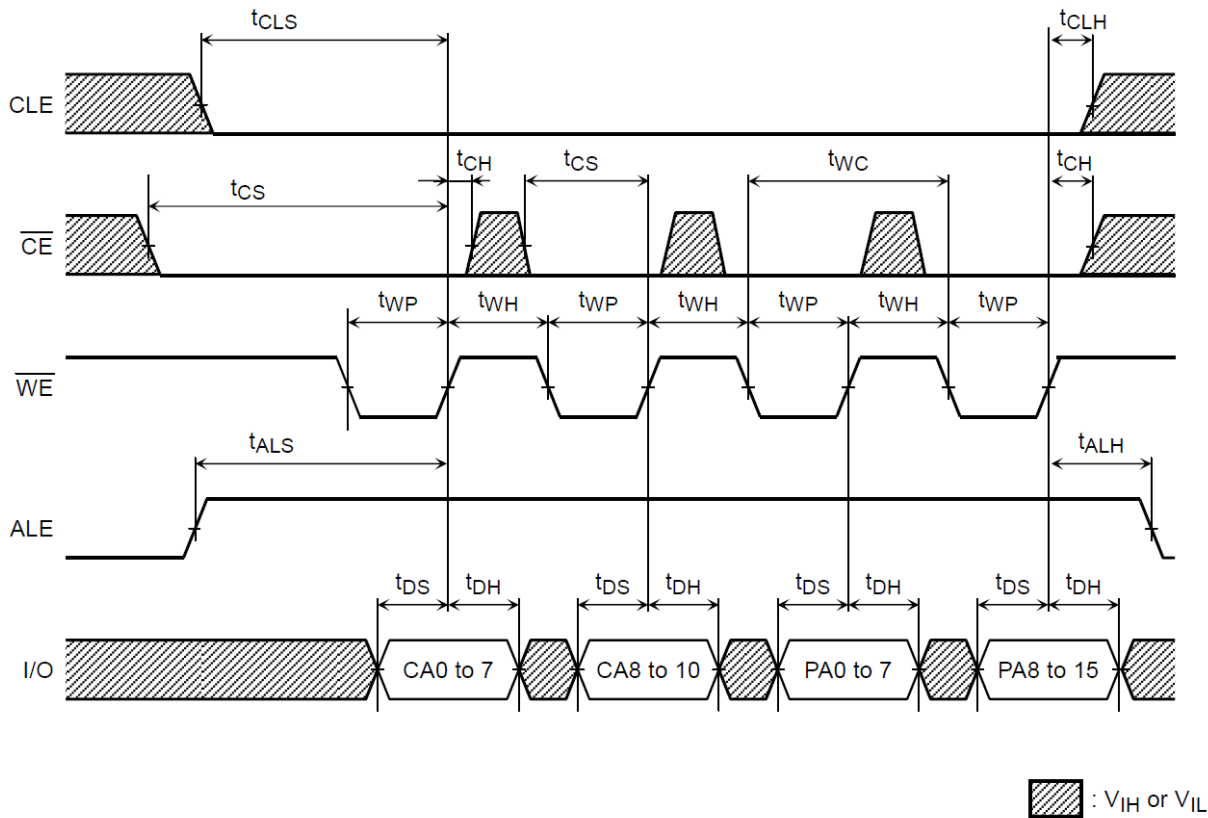 tCLS tCLH
CLE
tCH tCS tWC tCH
tCS
CE
tWP tWH tWP tWH tWP tWH tWP
WE
tALS tALH
ALE
tDS tDH tDS tDH tDS tDH tDS tDH
I/O CA0 to 7 CA8 to 10 PA0 to 7 PA8 to 15
: VIH or VIL